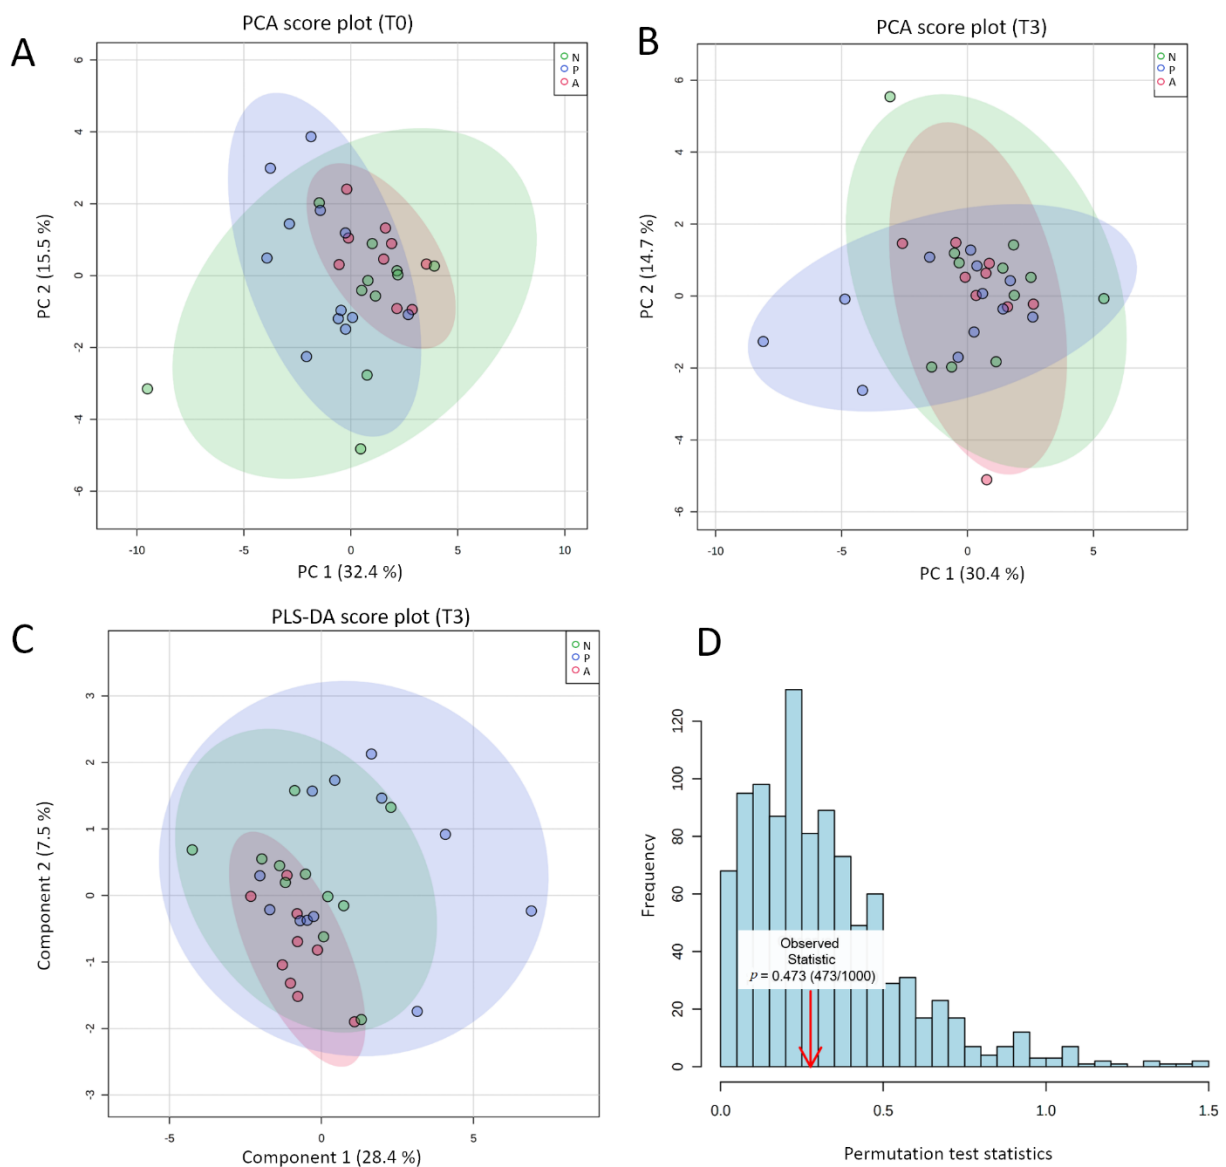 A
PCA score plot (T0)
N
P
A
6
4
2
0
-2
-4
-6
PC 2 (15.5 %)
-10
-5
0
5
10
PC 1 (32.4 %)
B
PCA score plot (T3)
N
P
A
6
4
2
0
-2
-4
-6
PC 2 (14.7 %)
-10
-5
0
5
PC 1 (30.4 %)
C
PLS-DA score plot (T3)
N
P
A
3
2
1
0
-1
-2
-3
Component 2 (7.5 %)
-5
0
5
Component 1 (28.4 %)
D
120
100
80
60
40
20
0
Frequency
Observed
Statistic
p = 0.473 (473/1000)
0.0
0.5
1.0
1.5
Permutation test statistics